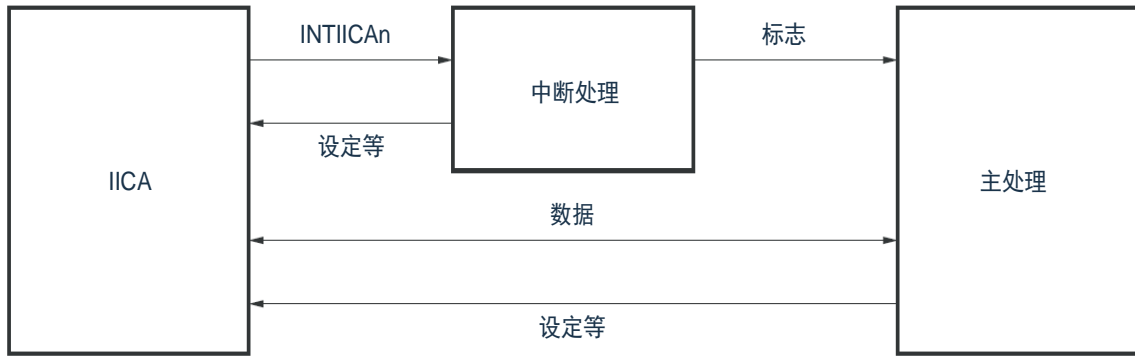 INTIICAn
标志
中断处理
设定等
IICA
主处理
数据
设定等